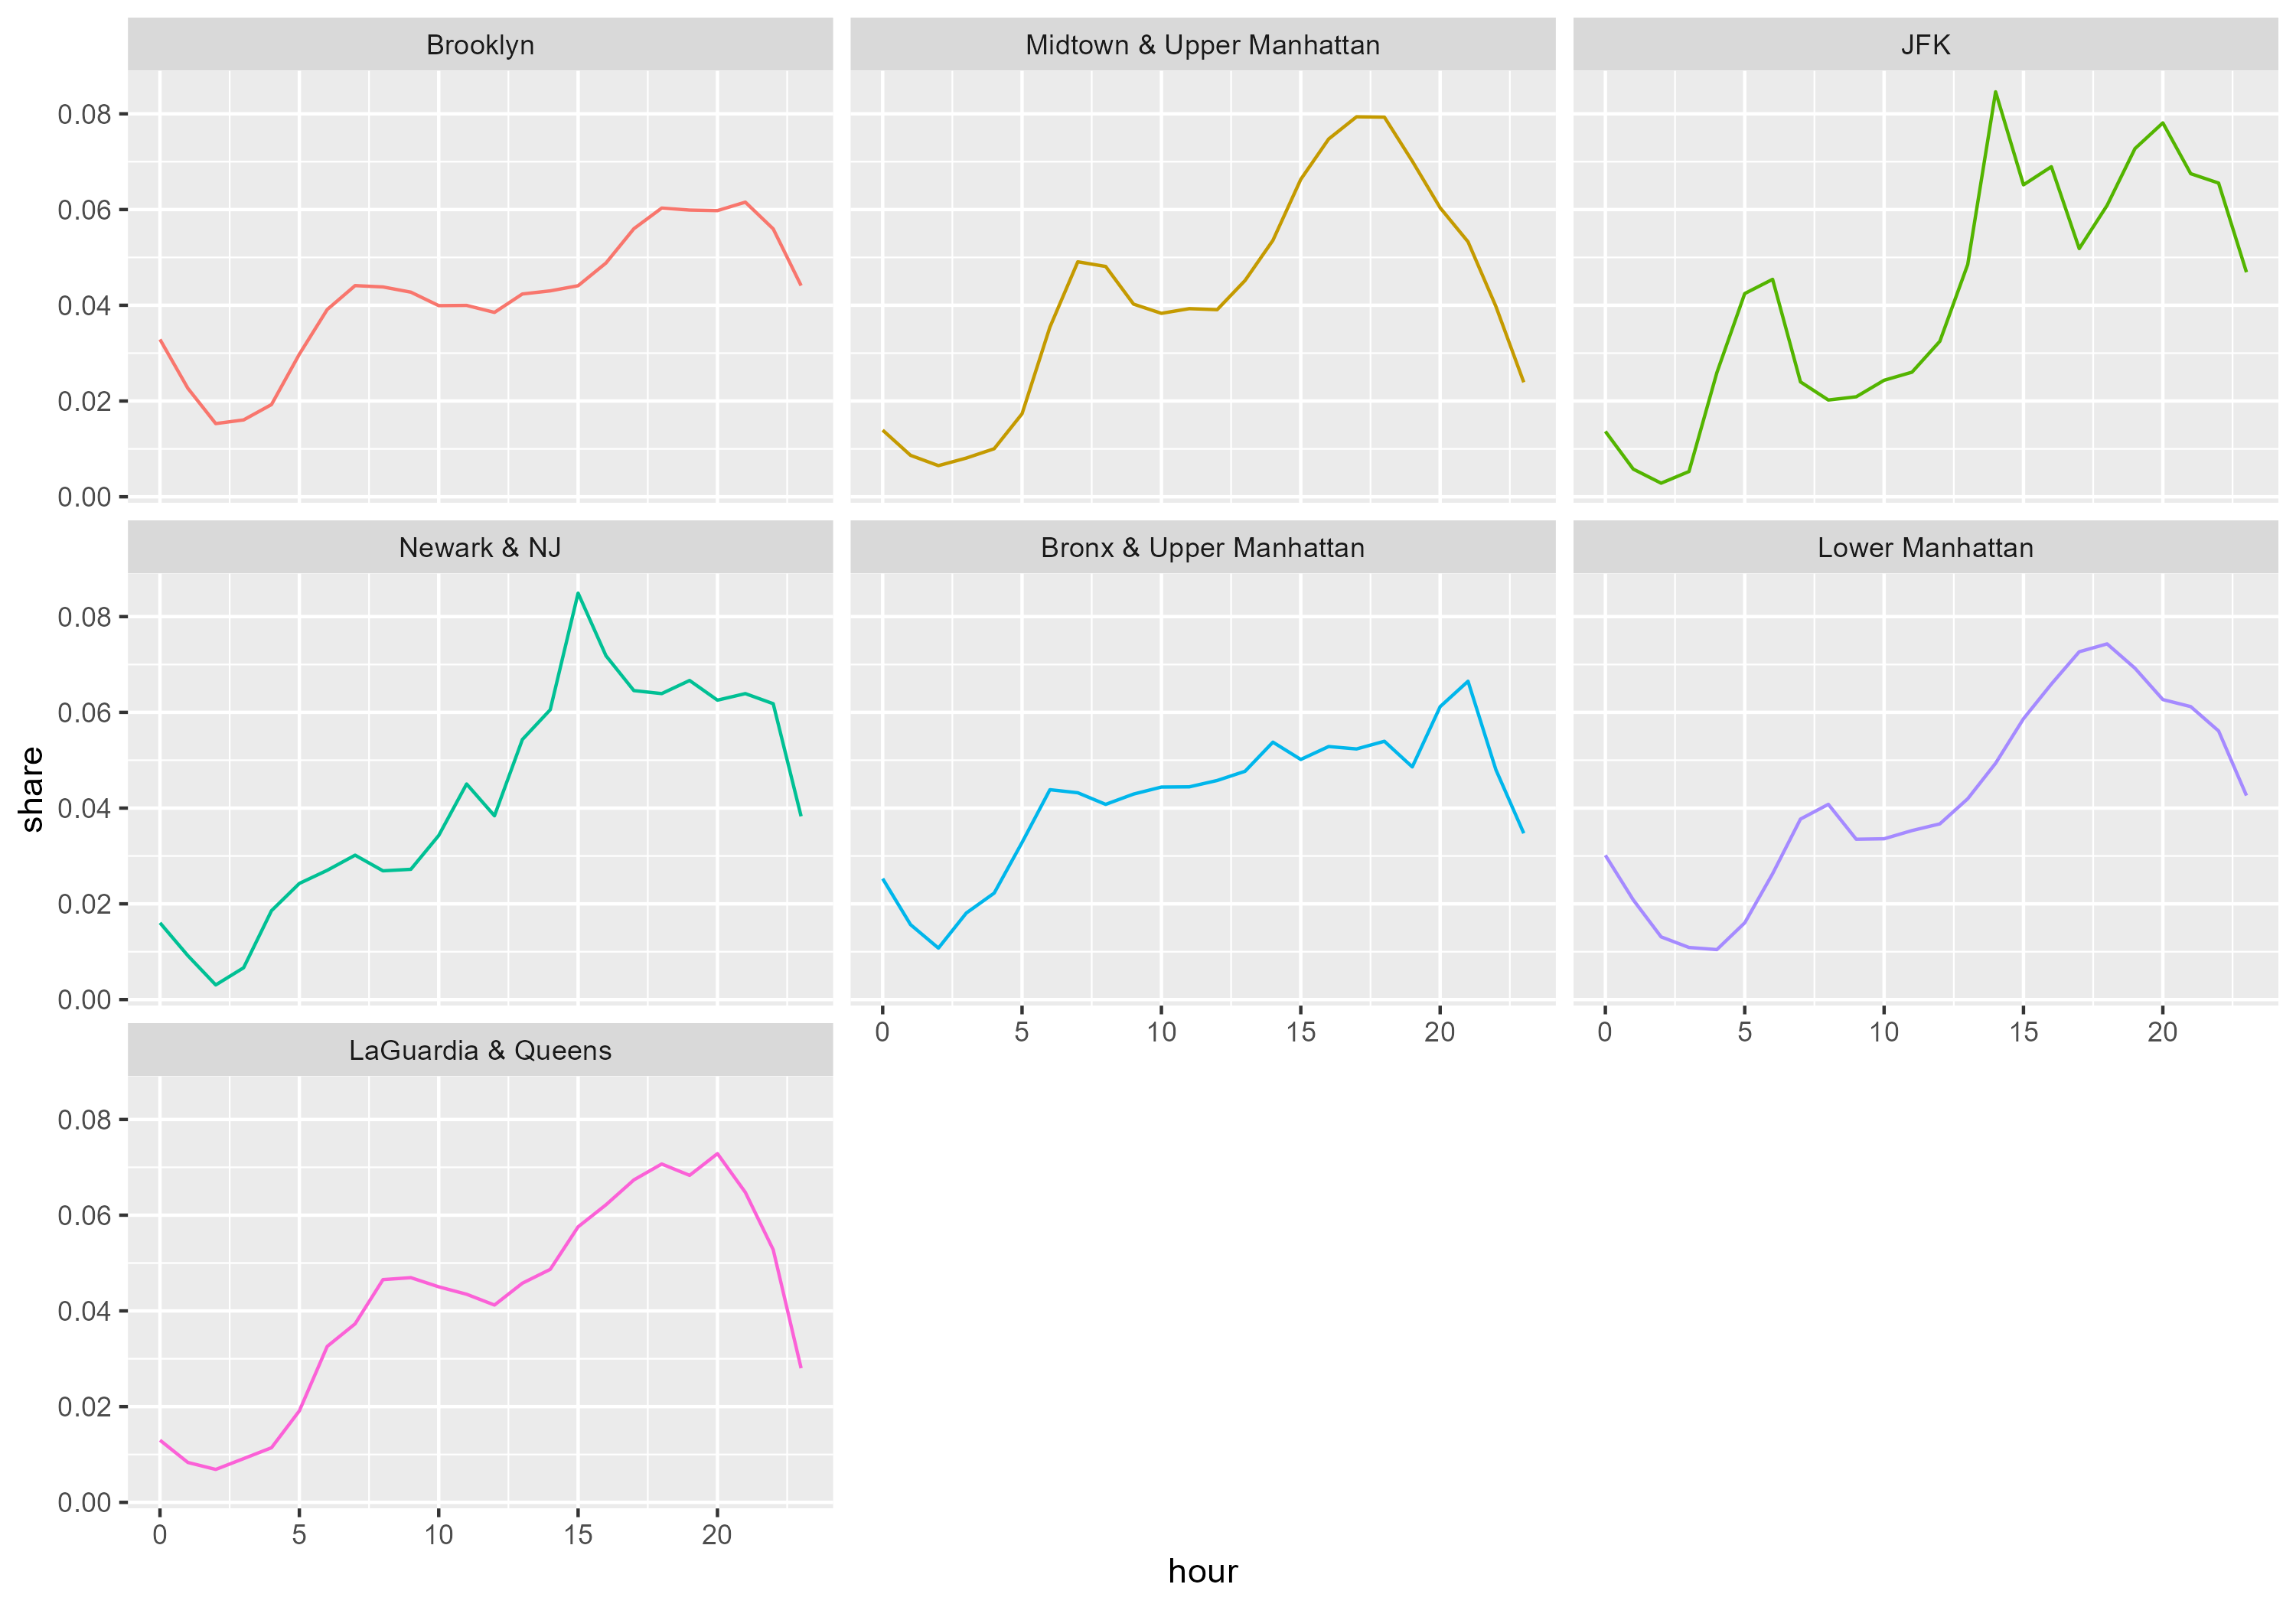 Brooklyn
Midtown & Upper Manhattan
JFK
0.08
0.06
0.04
0.02
0.00
Newark & NJ
Bronx & Upper Manhattan
Lower Manhattan
0.08
0.06
0.04
0.02
0.00
0 5 10 15 20
0 5 10 15 20
LaGuardia & Queens
0.08
0.06
0.04
0.02
0.00
0 5 10 15 20
share
hour